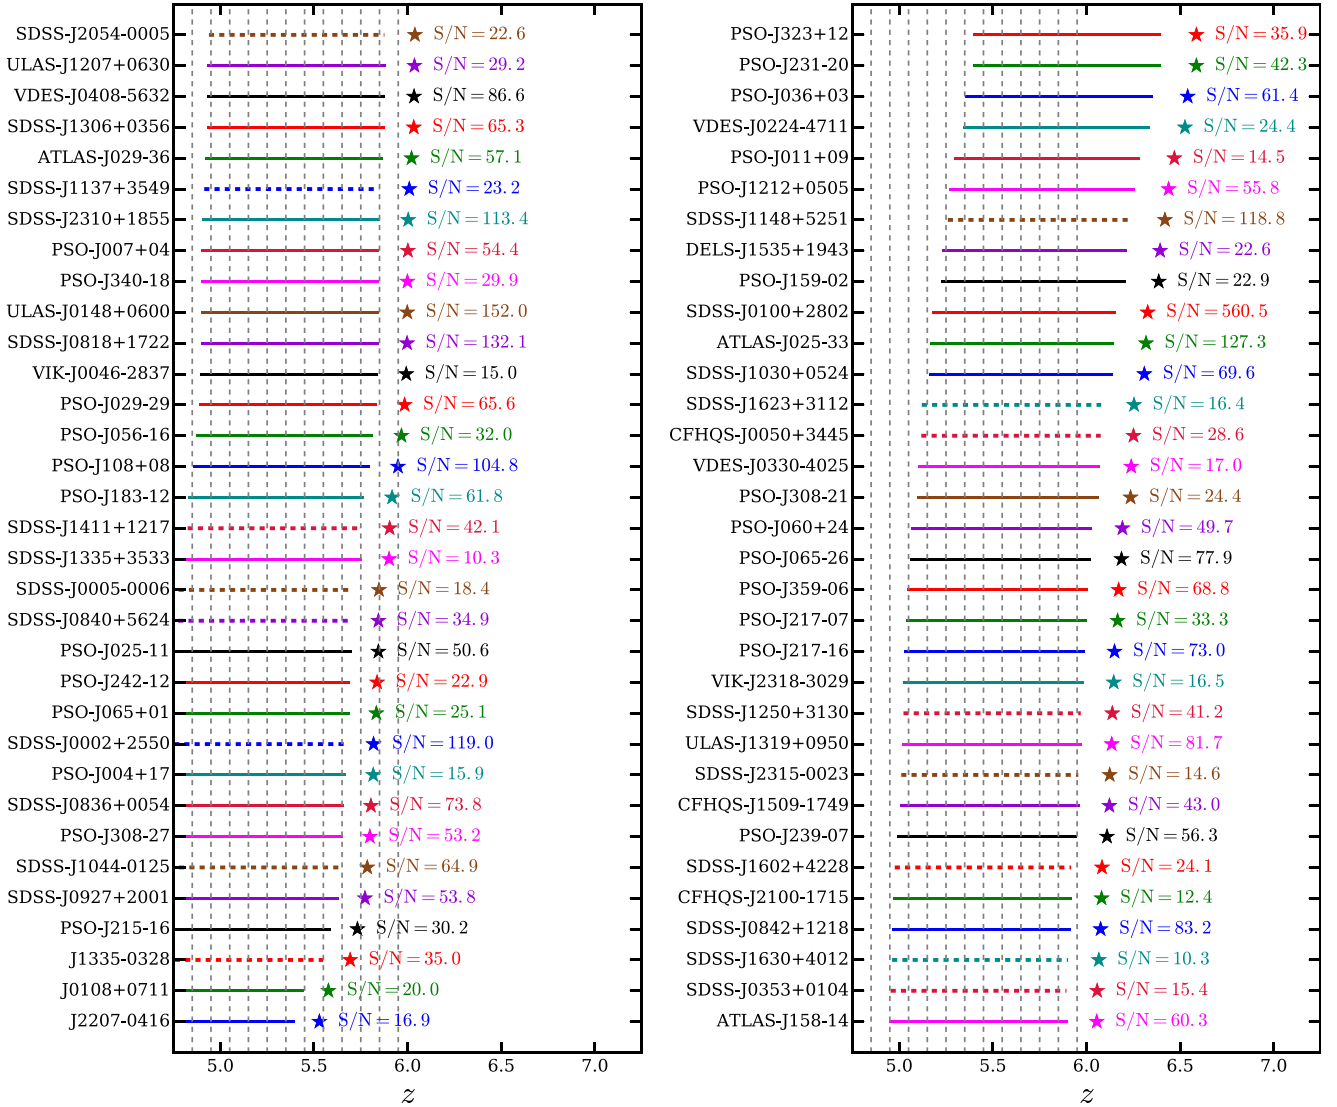 SDSS-J2054-0005 S/N = 22.6
ULAS-J1207+0630 S/N = 29.2
VDES-J0408-5632 S/N = 86.6
SDSS-J1306+0356 S/N = 65.3
ATLAS-J029-36 S/N = 57.1
SDSS-J1137+3549 S/N = 23.2
SDSS-J2310+1855 S/N = 113.4
PSO-J007+04 S/N = 54.4
PSO-J340-18 S/N = 29.9
ULAS-J0148+0600 S/N = 152.0
SDSS-J0818+1722 S/N = 132.1
VIK-J0046-2837 S/N = 15.0
PSO-J029-29 S/N = 65.6
PSO-J056-16 S/N = 32.0
PSO-J108+08 S/N = 104.8
PSO-J183-12 S/N = 61.8
SDSS-J1411+1217 S/N = 42.1
SDSS-J1335+3533 S/N = 10.3
SDSS-J0005-0006 S/N = 18.4
SDSS-J0840+5624 S/N = 34.9
PSO-J025-11 S/N = 50.6
PSO-J242-12 S/N = 22.9
PSO-J065+01 S/N = 25.1
SDSS-J0002+2550 S/N = 119.0
PSO-J004+17 S/N = 15.9
SDSS-J0836+0054 S/N = 73.8
PSO-J308-27 S/N = 53.2
SDSS-J1044-0125 S/N = 64.9
SDSS-J0927+2001 S/N = 53.8
PSO-J215-16 S/N = 30.2
J1335-0328 S/N = 35.0
J0108+0711 S/N = 20.0
J2207-0416 S/N = 16.9
5.0 5.5 6.0 6.5 7.0
z
PSO-J323+12 S/N = 35.9
PSO-J231-20 S/N = 42.3
PSO-J036+03 S/N = 61.4
VDES-J0224-4711 S/N = 24.4
PSO-J011+09 S/N = 14.5
PSO-J1212+0505 S/N = 55.8
SDSS-J1148+5251 S/N = 118.8
DELS-J1535+1943 S/N = 22.6
PSO-J159-02 S/N = 22.9
SDSS-J0100+2802 S/N = 560.5
ATLAS-J025-33 S/N = 127.3
SDSS-J1030+0524 S/N = 69.6
SDSS-J1623+3112 S/N = 16.4
CFHQS-J0050+3445 S/N = 28.6
VDES-J0330-4025 S/N = 17.0
PSO-J308-21 S/N = 24.4
PSO-J060+24 S/N = 49.7
PSO-J065-26 S/N = 77.9
PSO-J359-06 S/N = 68.8
PSO-J217-07 S/N = 33.3
PSO-J217-16 S/N = 73.0
VIK-J2318-3029 S/N = 16.5
SDSS-J1250+3130 S/N = 41.2
ULAS-J1319+0950 S/N = 81.7
SDSS-J2315-0023 S/N = 14.6
CFHQS-J1509-1749 S/N = 43.0
PSO-J239-07 S/N = 56.3
SDSS-J1602+4228 S/N = 24.1
CFHQS-J2100-1715 S/N = 12.4
SDSS-J0842+1218 S/N = 83.2
SDSS-J1630+4012 S/N = 10.3
SDSS-J0353+0104 S/N = 15.4
ATLAS-J158-14 S/N = 60.3
5.0 5.5 6.0 6.5 7.0
z